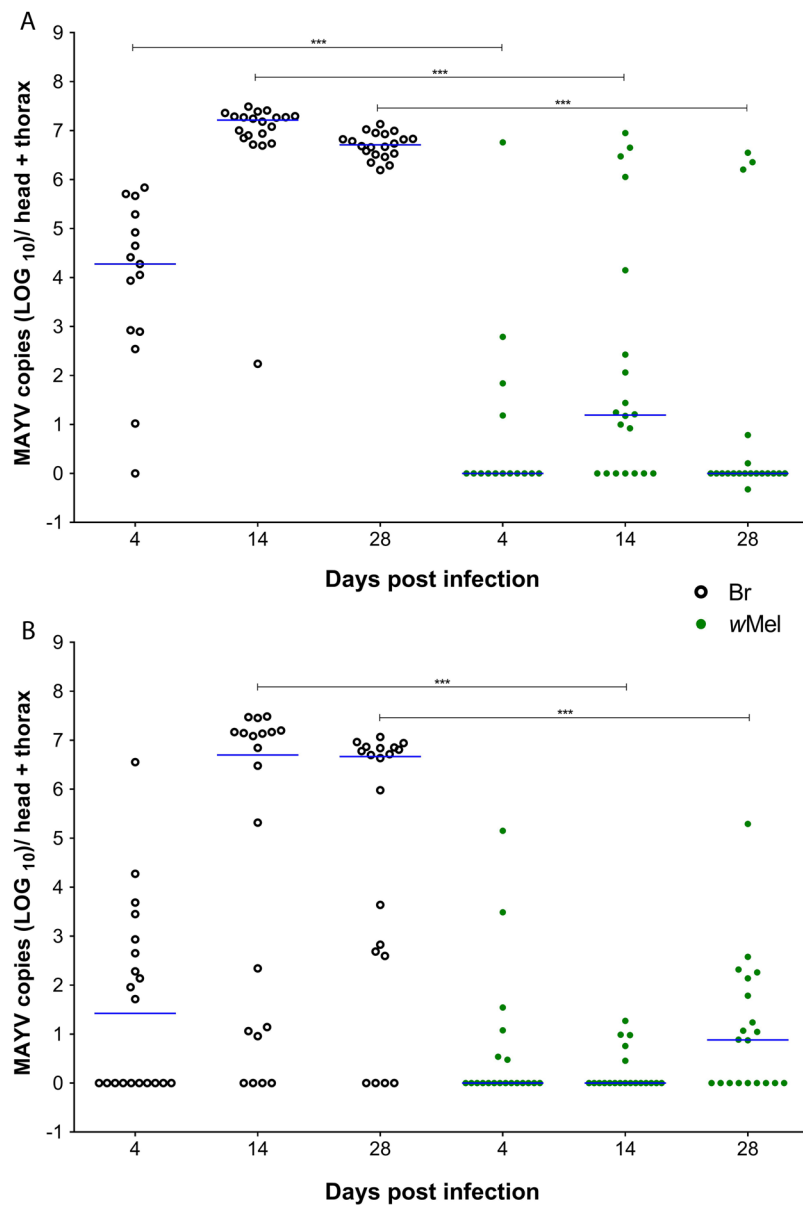 A
MAYV copies (LOG 10)/ head + thorax
9
8
7
6
5
4
3
2
1
0
-1
***
***
***
4 14 28 4 14 28
Days post infection
Br
wMel
B
MAYV copies (LOG 10)/ head + thorax
9
8
7
6
5
4
3
2
1
0
-1
***
***
4 14 28 4 14 28
Days post infection